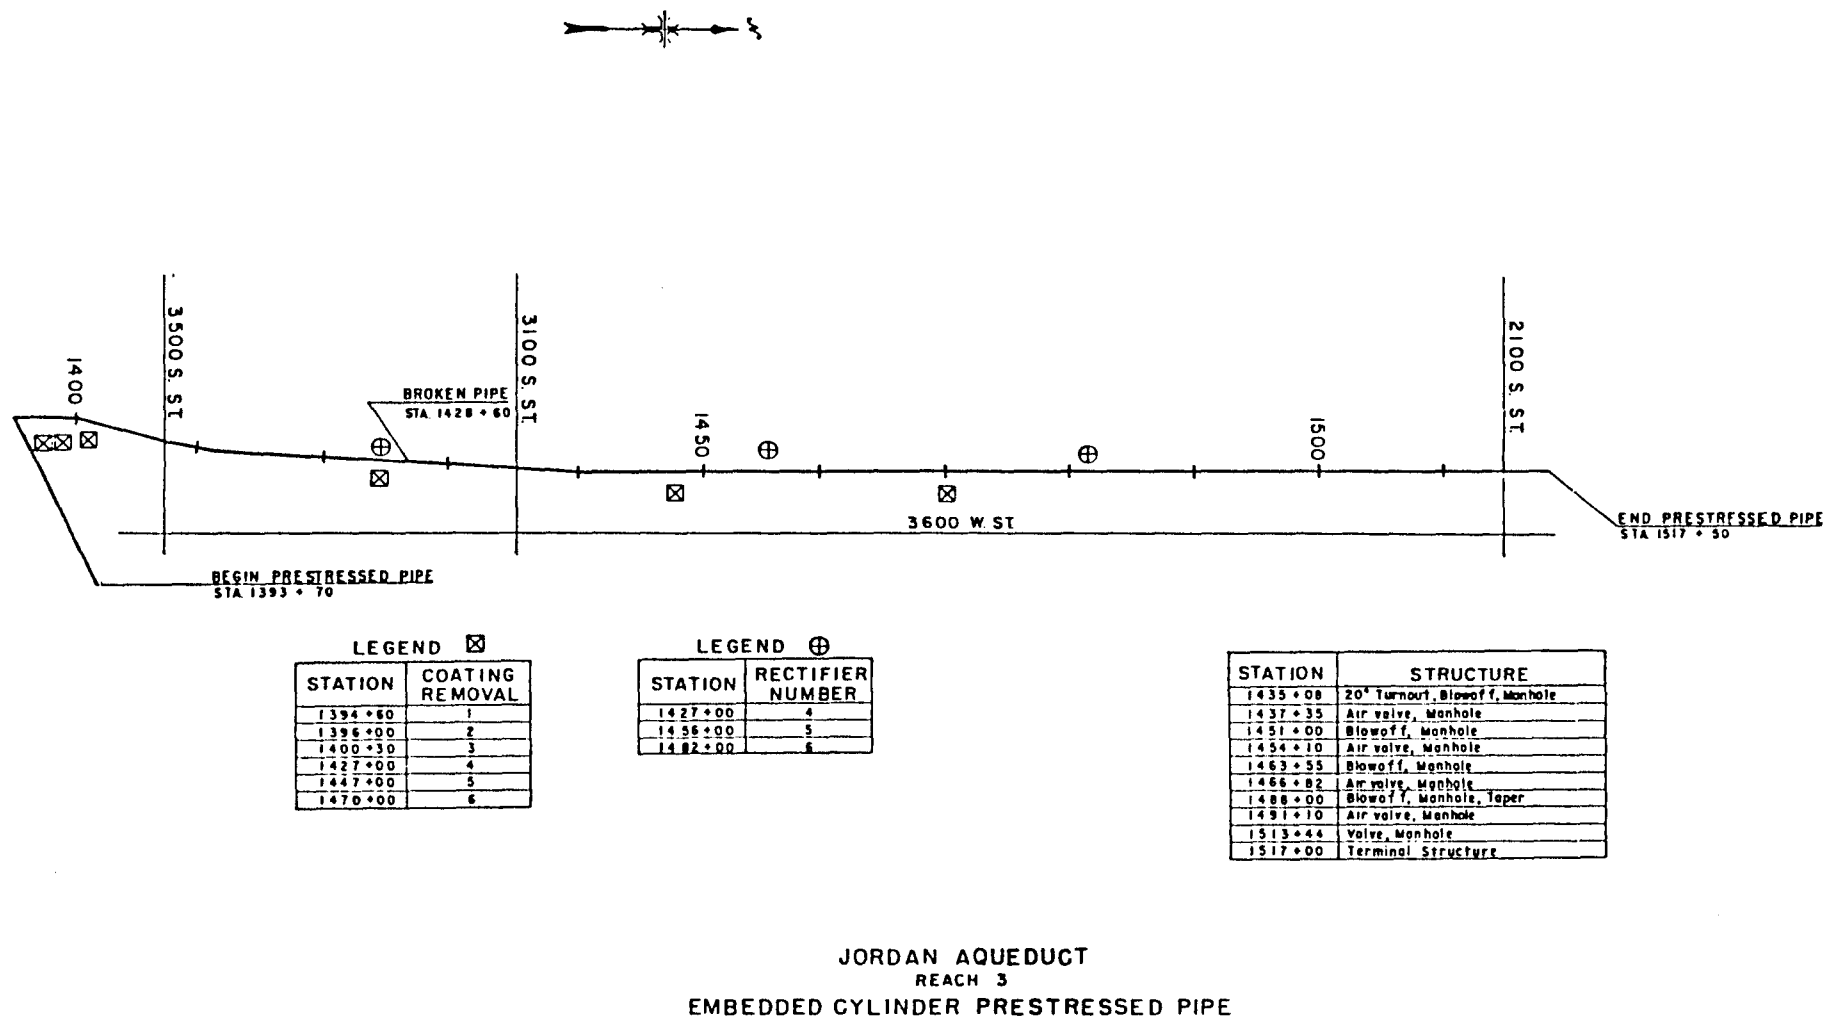 3500 S. ST.
3100 S. ST.
2100 S. ST.
1400
BROKEN PIPE
STA. 1428 + 60
1450
1500
3600 W. ST.
END PRESTRESSED PIPE
STA 1517 + 50
BEGIN PRESTRESSED PIPE
STA. 1393 + 70
LEGEND
STATION COATING REMOVAL
1394+60 1
1396+00 2
1400+30 3
1427+00 4
1447+00 5
1470+00 6
LEGEND
STATION RECTIFIER NUMBER
1427+00 4
1456+00 5
1482+00 6
STATION STRUCTURE
1435+08 20" Turnout, Blowoff, Manhole
1437+35 Air valve, Manhole
1451+00 Blowoff, Manhole
1454+10 Air valve, Manhole
1463+55 Blowoff, Manhole
1466+82 Air valve, Manhole
1488+00 Blowoff, Manhole, Taper
1491+10 Air valve, Manhole
1513+44 Valve, Manhole
1517+00 Terminal Structure
JORDAN AQUEDUCT
REACH 3
EMBEDDED CYLINDER PRESTRESSED PIPE